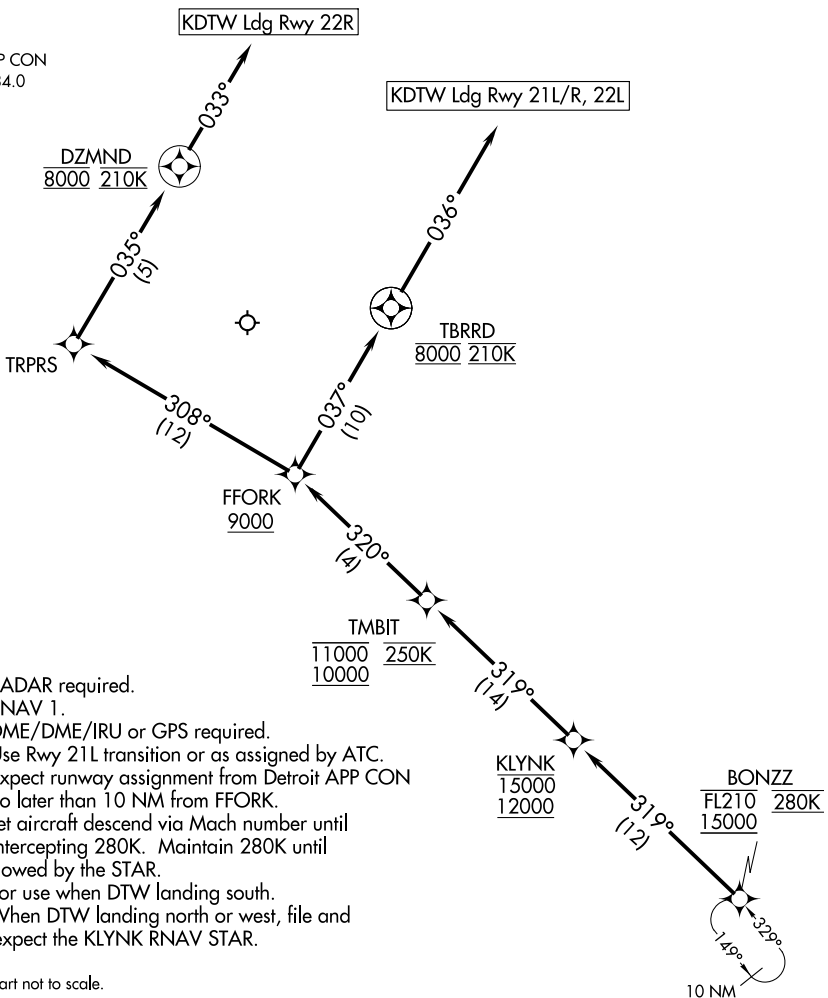 KDTW Ldg Rwy 22R
P CON
34.0
KDTW Ldg Rwy 21L/R, 22L
033°
DZMND
8000 210K
036°
035°
(5)
TBRRD
8000 210K
TRPRS
037°
(10)
308°
(12)
FFORK
9000
320°
(4)
TMBIT
11000 250K
10000
319°
(14)
KLYNK
15000
12000
BONZZ
FL210 280K
15000
319°
(12)
ADAR required.
NAV 1.
DME/DME/IRU or GPS required.
Use Rwy 21L transition or as assigned by ATC.
xpect runway assignment from Detroit APP CON
o later than 10 NM from FFORK.
et aircraft descend via Mach number until
ntercepting 280K. Maintain 280K until
lowed by the STAR.
or use when DTW landing south.
When DTW landing north or west, file and
expect the KLYNK RNAV STAR.
149°
329°
10 NM
art not to scale.